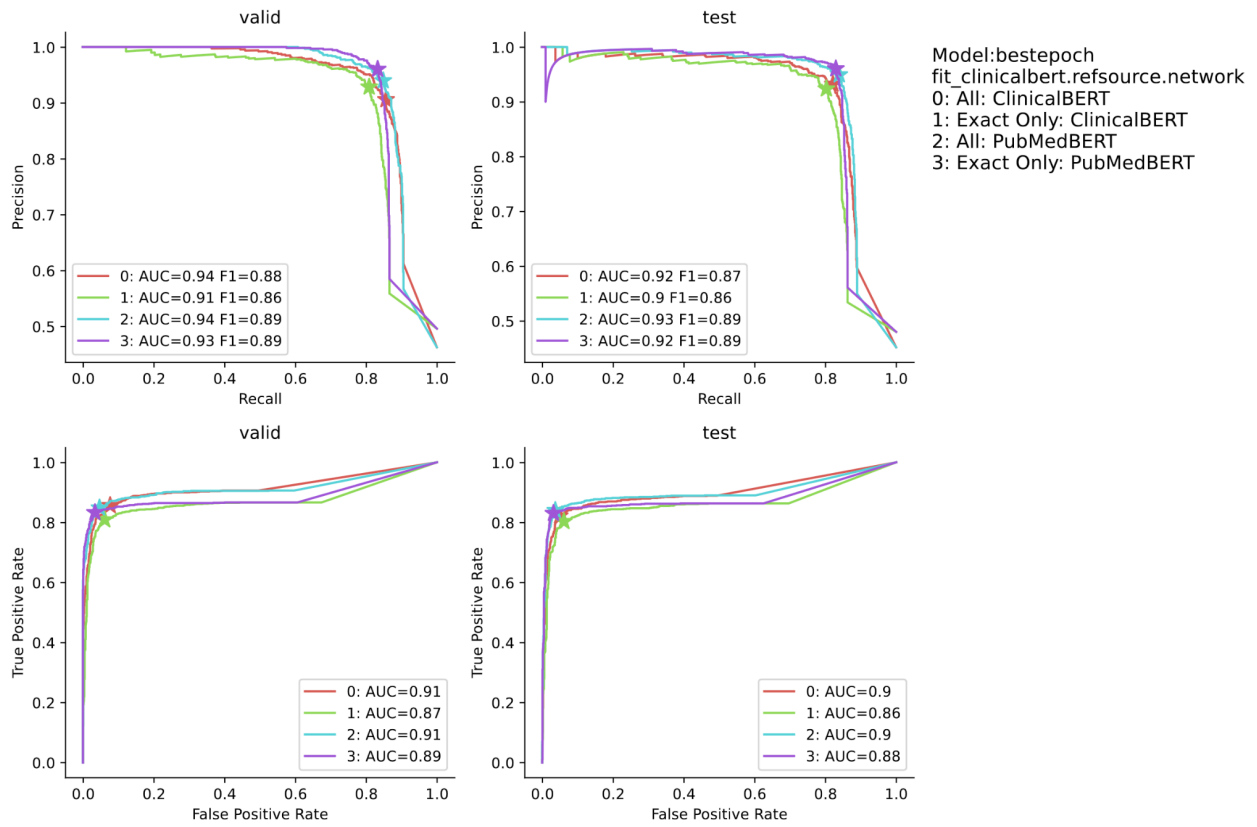 valid
1.0
0.9
0.8
0.7
0.6
0.5
Precision
0: AUC=0.94 F1=0.88
1: AUC=0.91 F1=0.86
2: AUC=0.94 F1=0.89
3: AUC=0.93 F1=0.89
0.0 0.2 0.4 0.6 0.8 1.0
Recall
test
1.0
0.9
0.8
0.7
0.6
0.5
Precision
0: AUC=0.92 F1=0.87
1: AUC=0.9 F1=0.86
2: AUC=0.93 F1=0.89
3: AUC=0.92 F1=0.89
0.0 0.2 0.4 0.6 0.8 1.0
Recall
Model:bestepoch
fit_clinicalbert.refsource.network
0: All: ClinicalBERT
1: Exact Only: ClinicalBERT
2: All: PubMedBERT
3: Exact Only: PubMedBERT
valid
1.0
0.8
0.6
0.4
0.2
0.0
True Positive Rate
0: AUC=0.91
1: AUC=0.87
2: AUC=0.91
3: AUC=0.89
0.0 0.2 0.4 0.6 0.8 1.0
False Positive Rate
test
1.0
0.8
0.6
0.4
0.2
0.0
True Positive Rate
0: AUC=0.9
1: AUC=0.86
2: AUC=0.9
3: AUC=0.88
0.0 0.2 0.4 0.6 0.8 1.0
False Positive Rate